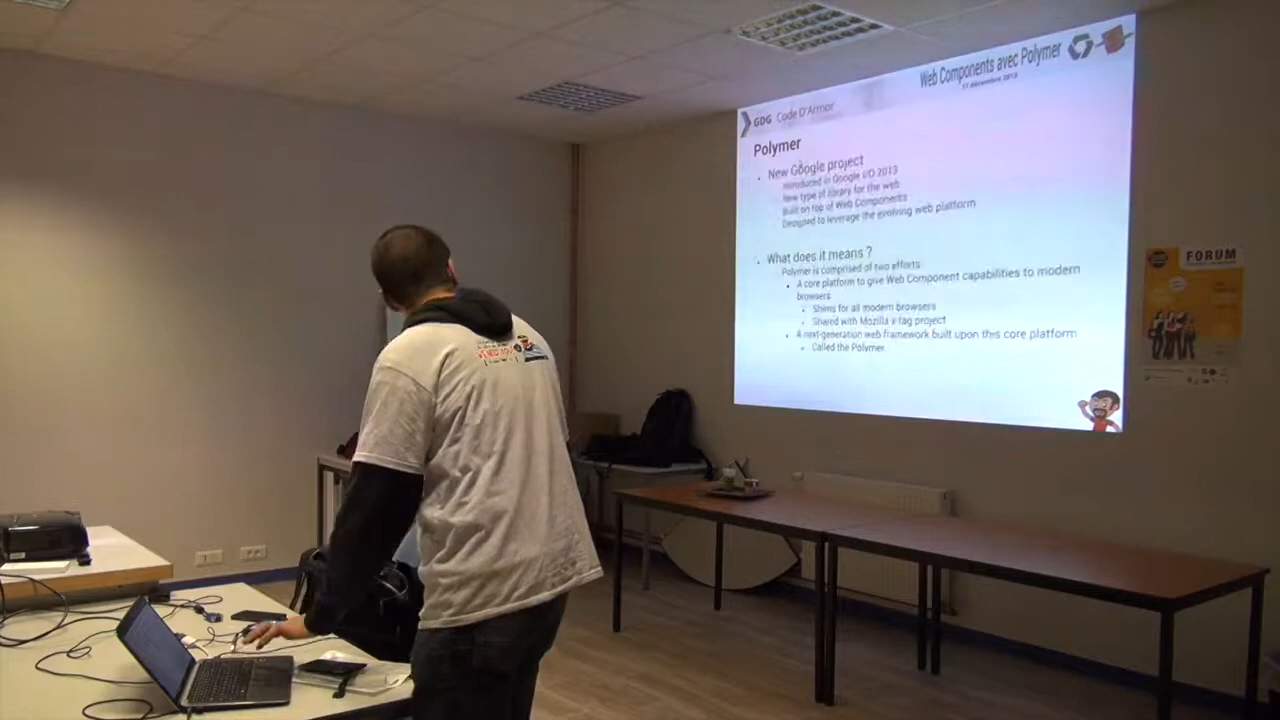 Web Components avec Polymer
GDG Code D'Armor
Polymer
New Google project
Introduced in Google I/O 2013
New type of library for the web
Built on top of Web Components
Designed to leverage the evolving web platform
What does it means ?
Polymer is comprised of two efforts:
A core platform to give Web Component capabilities to modern
browsers
Shims for all modern browsers
Shared with Mozilla x-tag project
A next-generation web framework built upon this core platform
Called the Polymer.
FORUM